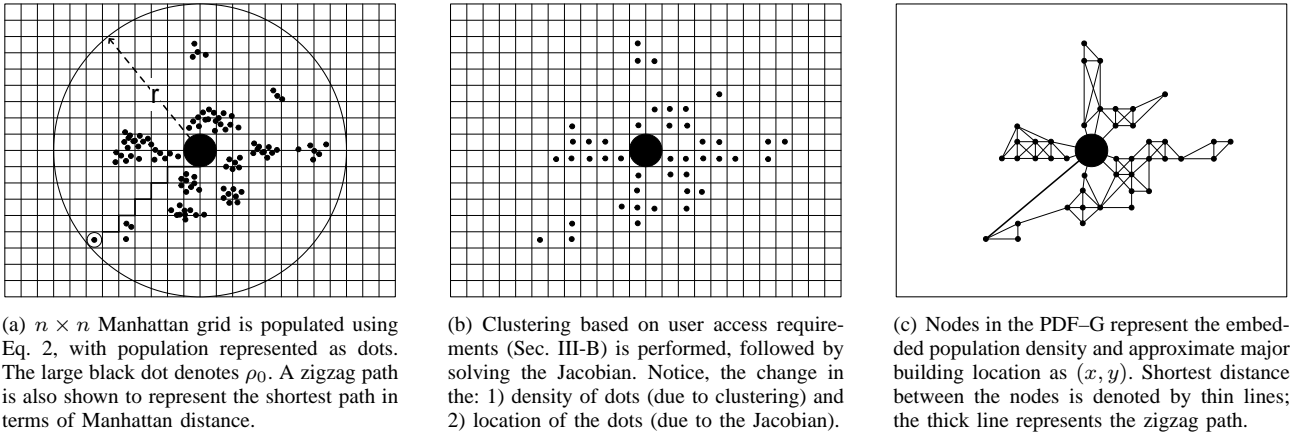 r
(a) n × n Manhattan grid is populated using
Eq. 2, with population represented as dots.
The large black dot denotes ρ0. A zigzag path
is also shown to represent the shortest path in
terms of Manhattan distance.
(b) Clustering based on user access require-
ments (Sec. III-B) is performed, followed by
solving the Jacobian. Notice, the change in
the: 1) density of dots (due to clustering) and
2) location of the dots (due to the Jacobian).
(c) Nodes in the PDF–G represent the embed-
ded population density and approximate major
building location as (x, y). Shortest distance
between the nodes is denoted by thin lines;
the thick line represents the zigzag path.